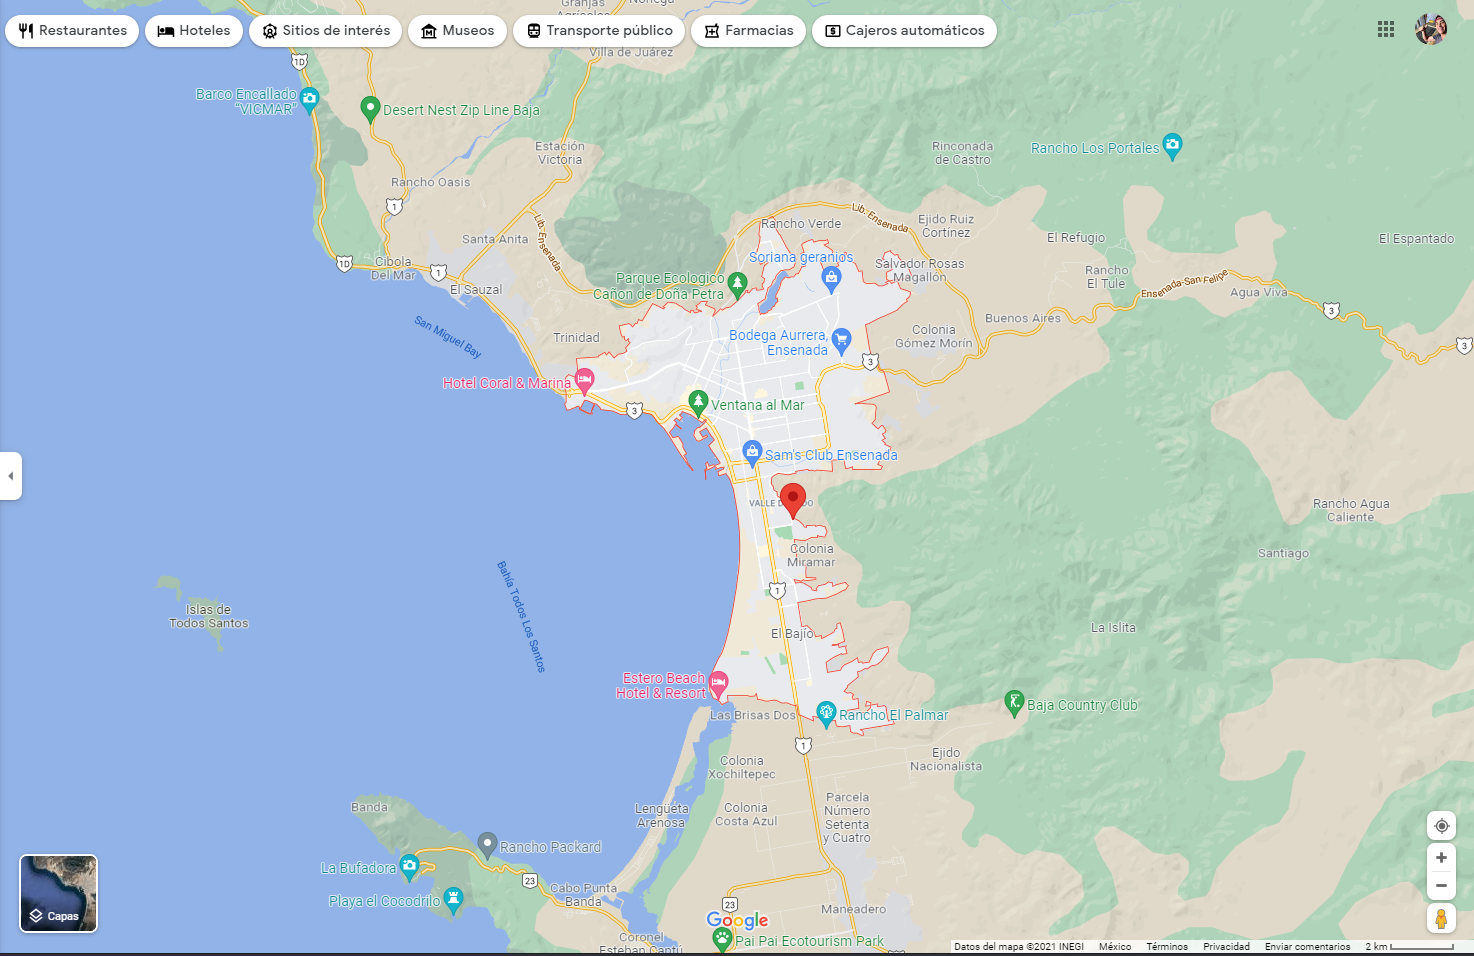 Granjas
Agrícolas
Noriega
Restaurantes
Hoteles
Sitios de interés
Museos
Transporte público
Farmacias
Cajeros automáticos
Villa de Juárez
1D
Barco Encallado
"VICMAR"
Desert Nest Zip Line Baja
Estación
Victoria
Rinconada
de Castro
Rancho Los Portales
Rancho Oasis
1
Lib. Ensenada
Rancho Verde
Lib. Ensenada
Ejido Ruiz
Cortínez
Santa Anita
El Refugio
El Espantado
Cibola
Del Mar
1D
1
Soriana geranios
Salvador Rosas
Magallón
Rancho
El Tule
Ensenada-San Felipe
Agua Viva
El Sauzal
Parque Ecologico
Cañon de Doña Petra
San Miguel Bay
Buenos Aires
3
Trinidad
Bodega Aurrera,
Ensenada
Colonia
Gómez Morin
3
3
Hotel Coral & Marina
3
Ventana al Mar
Sam's Club Ensenada
VALLE D
DO
Rancho Agua
Caliente
Colonia
Miramar
Santiago
Bahía Todos Los Santos
1
Islas de
Todos Santos
El Bajio
La Islita
Estero Beach
Hotel & Resort
Las Brisas Dos
Rancho El Palmar
Baja Country Club
1
Ejido
Nacionalista
Colonia
Xochiltepec
Banda
Lengüeta
Arenosa
Colonia
Costa Azul
Parcela
Número
Setenta
y Cuatro
Rancho Packard
La Bufadora
23
Cabo Punta
Banda
Playa el Cocodrilo
23
Maneadero
Capas
Google
Coronel
Esteban Cantú
Pai Pai Ecotourism Park
1
Datos del mapa ©2021 INEGI
México
Términos
Privacidad
Enviar comentarios
2 km